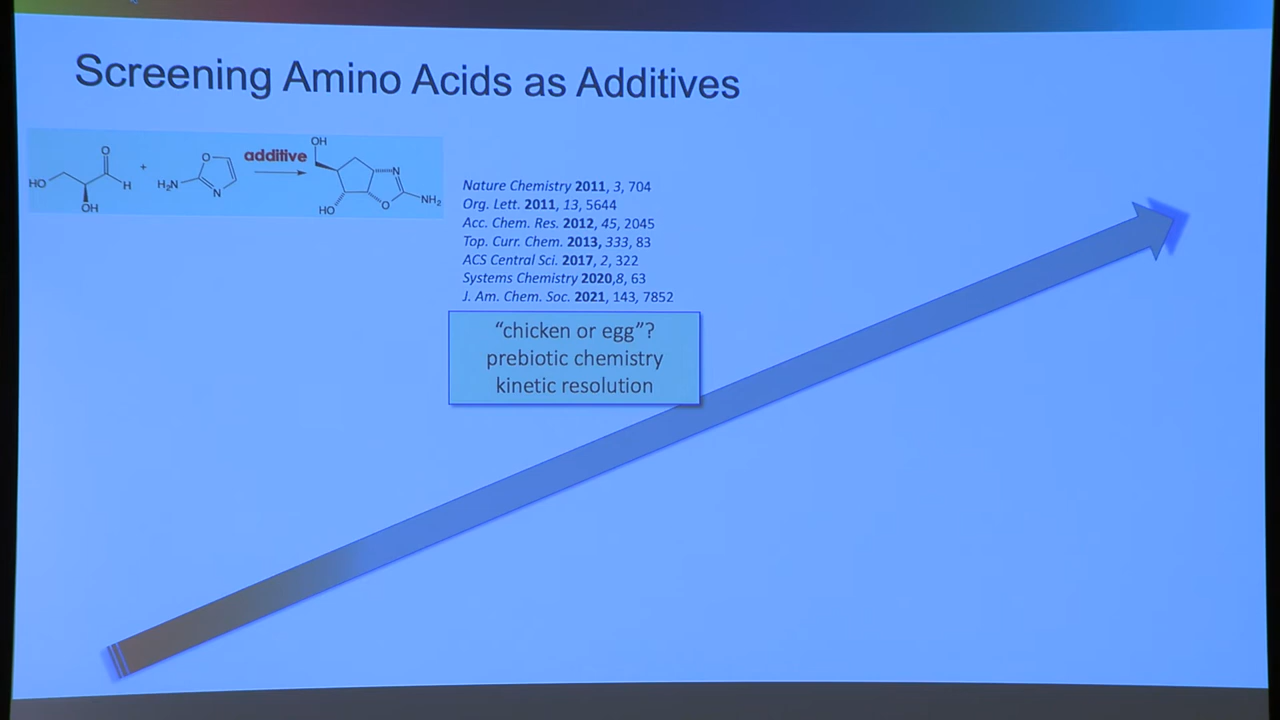 Screening Amino Acids as Additives
HO
O
OH
H
+
H₂N
O
N
additive
OH
HO
N
O
NH₂
Nature Chemistry 2011, 3, 704
Org. Lett. 2011, 13, 5644
Acc. Chem. Res. 2012, 45, 2045
Top. Curr. Chem. 2013, 333, 83
ACS Central Sci. 2017, 2, 322
Systems Chemistry 2020,8, 63
J. Am. Chem. Soc. 2021, 143, 7852
“chicken or egg”?
prebiotic chemistry
kinetic resolution